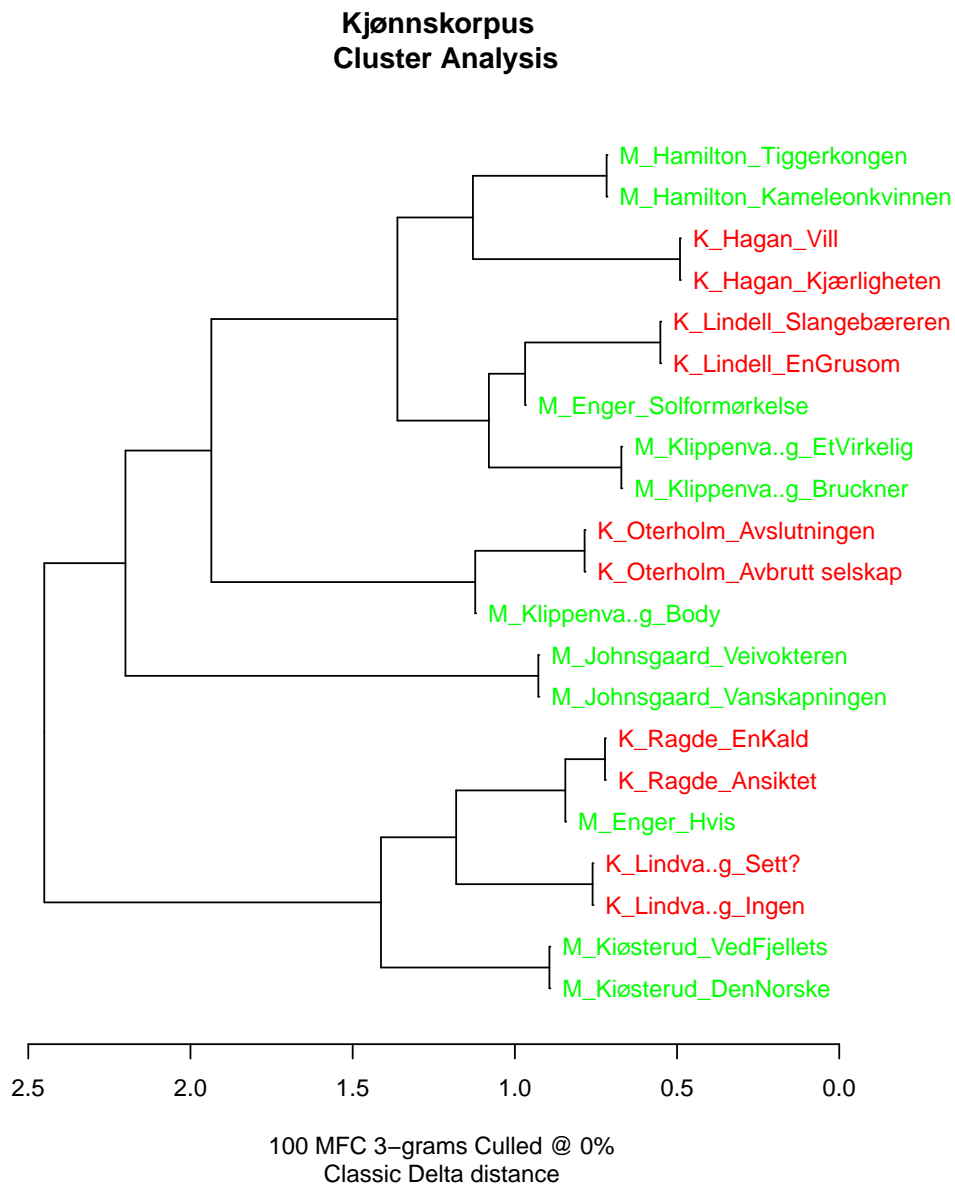 Kjønnskorpus
Cluster Analysis
M_Hamilton_Tiggerkongen
M_Hamilton_Kameleonkvinnen
K_Hagan_Vill
K_Hagan_Kjærligheten
K_Lindell_Slangebæreren
K_Lindell_EnGrusom
M_Enger_Solformørkelse
M_Klippenva..g_EtVirkelig
M_Klippenva..g_Bruckner
K_Oterholm_Avslutningen
K_Oterholm_Avbrutt selskap
M_Klippenva..g_Body
M_Johnsgaard_Veivokteren
M_Johnsgaard_Vanskapningen
K_Ragde_EnKald
K_Ragde_Ansiktet
M_Enger_Hvis
K_Lindva..g_Sett?
K_Lindva..g_Ingen
M_Kiøsterud_VedFjellets
M_Kiøsterud_DenNorske
2.5 2.0 1.5 1.0 0.5 0.0
100 MFC 3−grams Culled @ 0%
Classic Delta distance